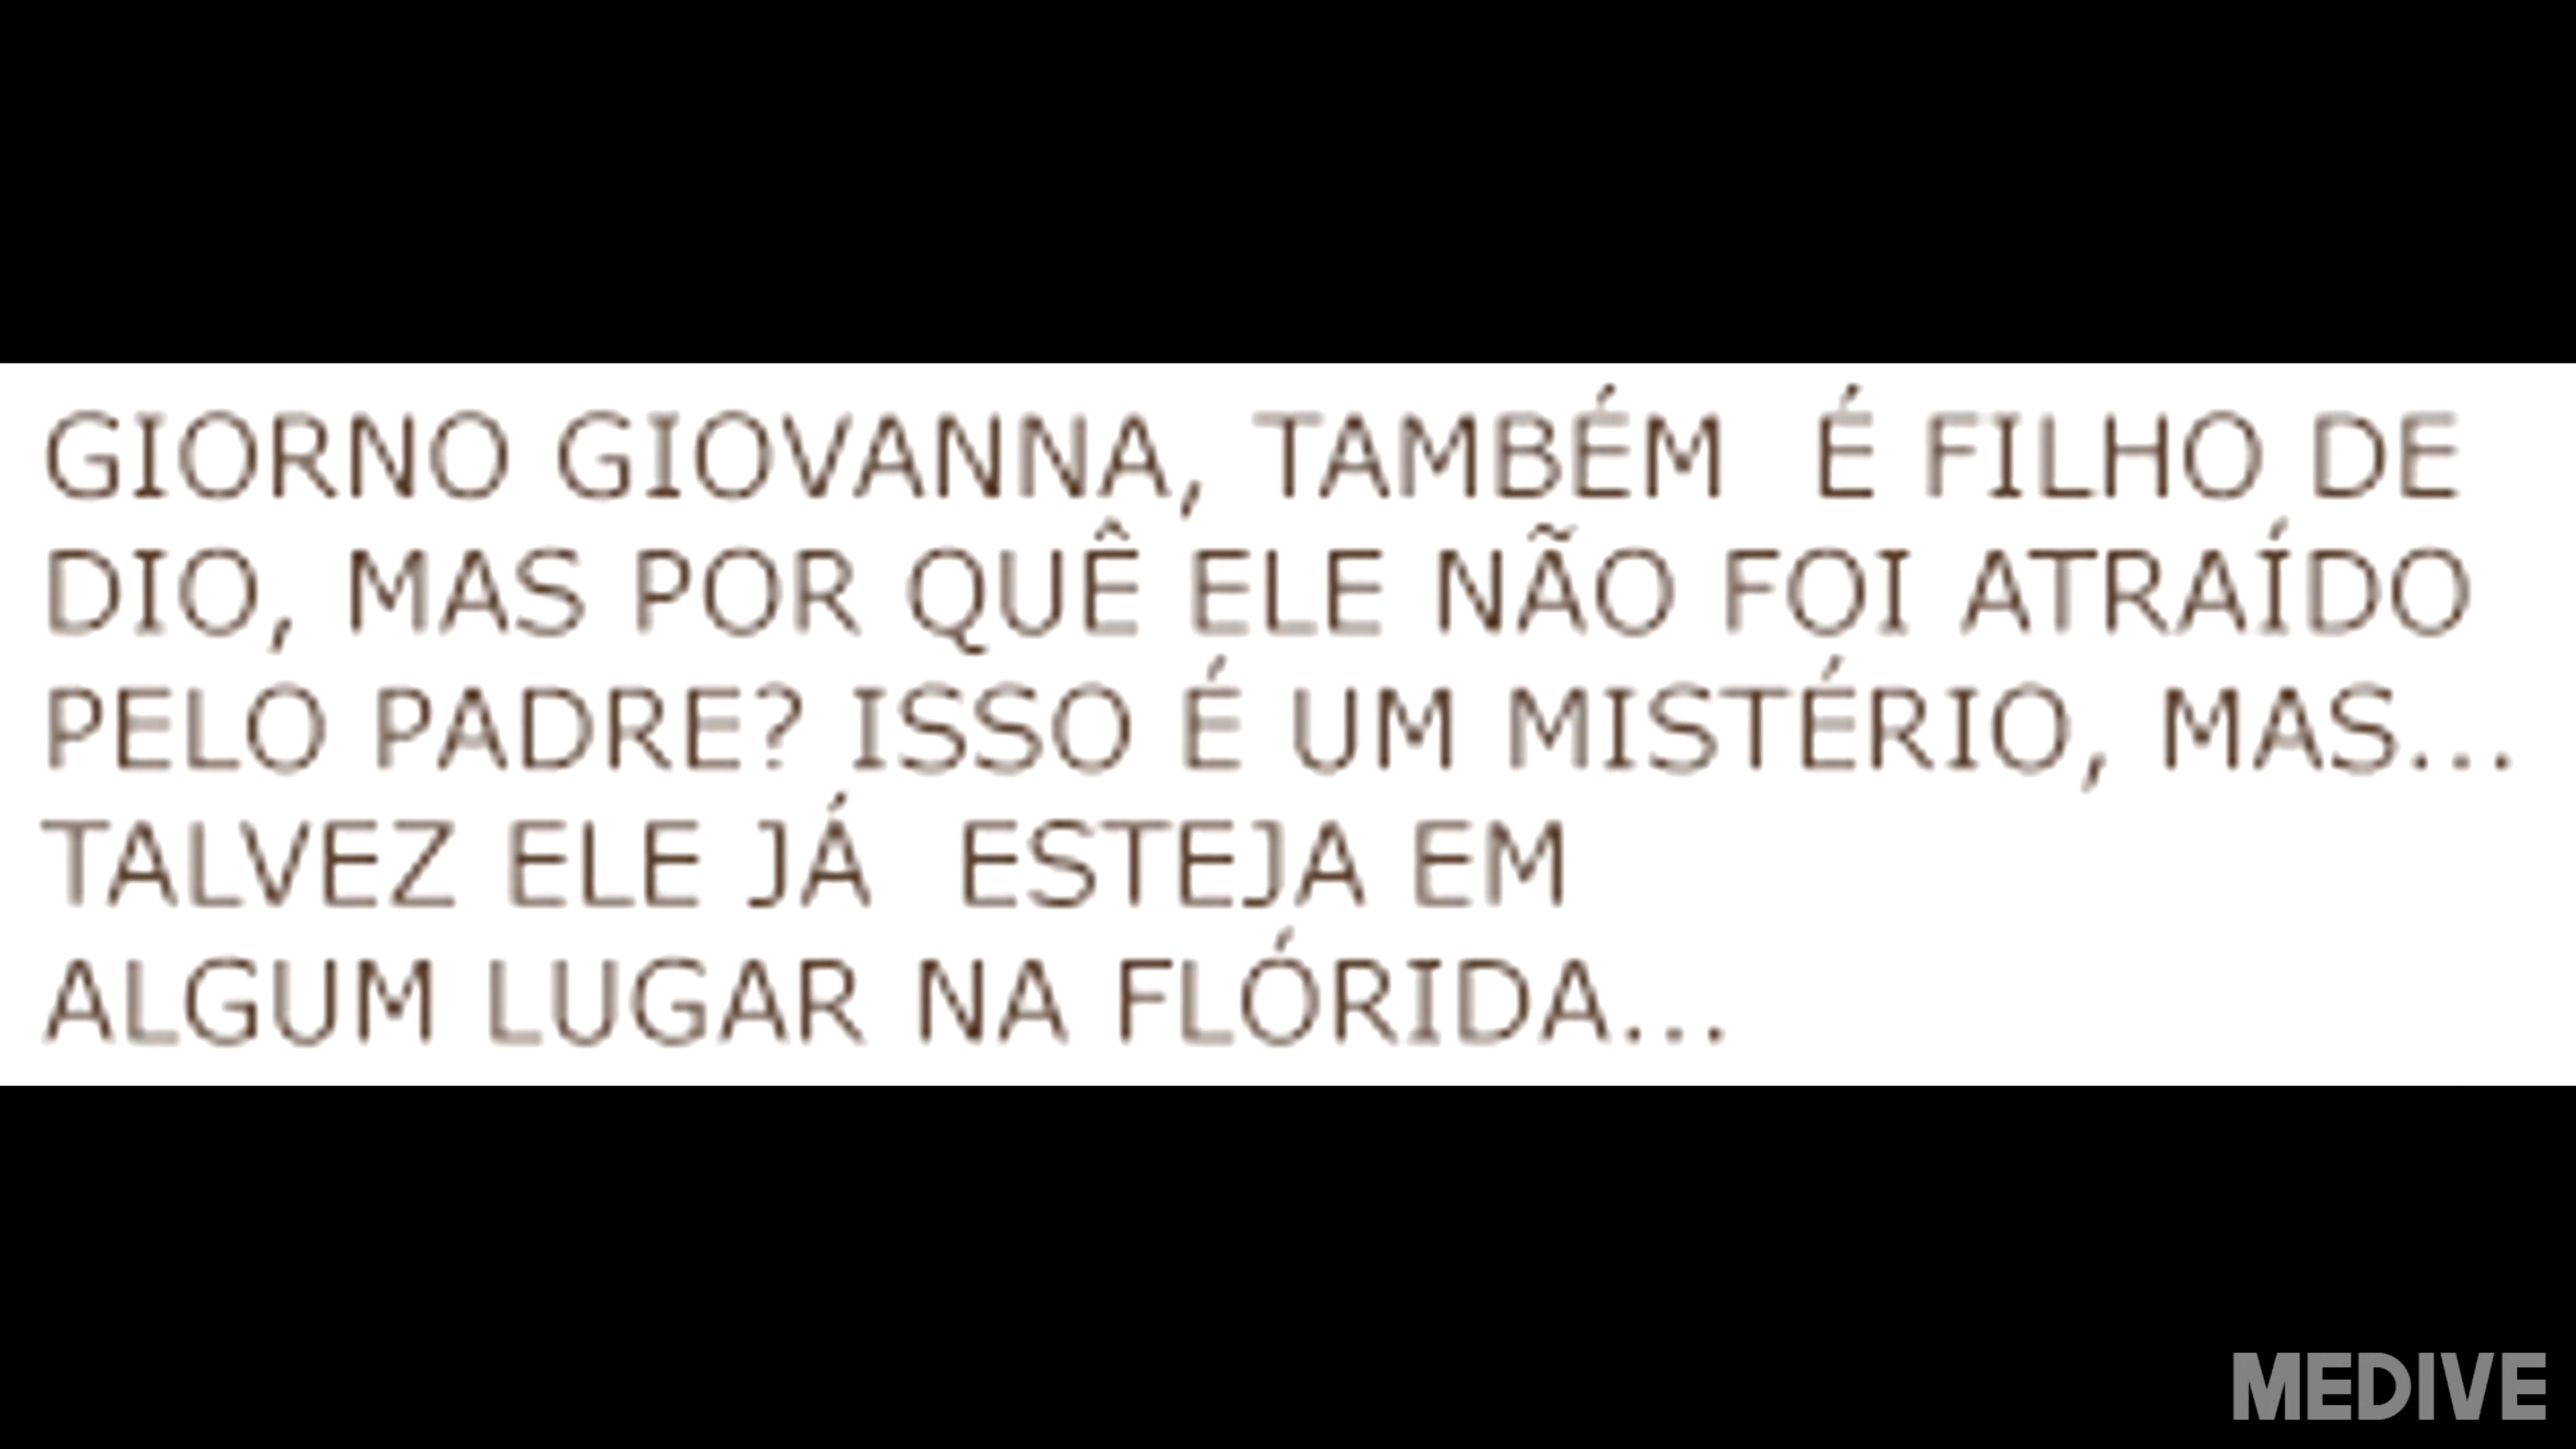 GIORNO GIOVANNA, TAMBÉM  É FILHO DE
DIO, MAS POR QUÊ ELE NÃO FOI ATRAÍDO
PELO PADRE? ISSO É UM MISTÉRIO, MAS...
TALVEZ ELE JÁ  ESTEJA EM
ALGUM LUGAR NA FLÓRIDA...
MEDIVE